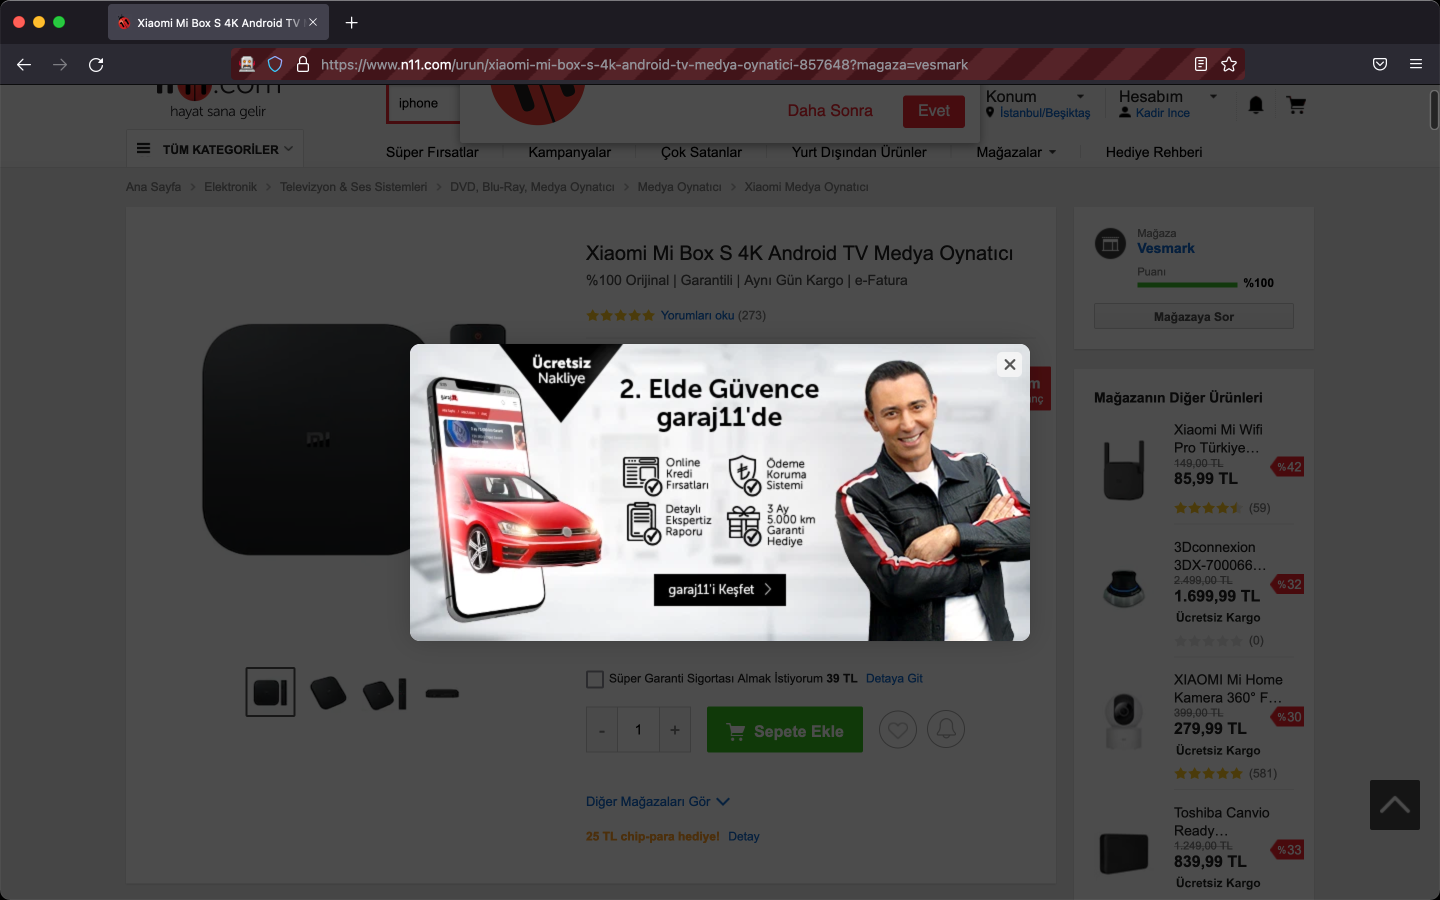 Xiaomi Mi Box S 4K Android TV
https://www.n11.com/urun/xiaomi-mi-box-s-4k-android-tv-medya-oynatici-857648?magaza=vesmark
.com
hayat sana gelir
iphone
Daha Sonra
Evet
Konum
İstanbul/Beşiktaş
Hesabım
Kadir Ince
TÜM KATEGORİLER
Süper Fırsatlar
Kampanyalar
Çok Satanlar
Yurt Dışından Ürünler
Mağazalar
Hediye Rehberi
Ana Sayfa > Elektronik > Televizyon & Ses Sistemleri > DVD, Blu-Ray, Medya Oynatıcı > Medya Oynatıcı > Xiaomi Medya Oynatıcı
Xiaomi Mi Box S 4K Android TV Medya Oynatıcı
%100 Orijinal | Garantili | Aynı Gün Kargo | e-Fatura
Yorumları oku (273)
Ücretsiz
Nakliye
2. Elde Güvence
garaj11'de
Online
Kredi
Fırsatları
Ödeme
Koruma
Sistemi
Detaylı
Ekspertiz
Raporu
3 Ay
5.000 km
Garanti
Hediye
garaj11'i Keşfet
Süper Garanti Sigortası Almak İstiyorum 39 TL Detaya Git
- 1 +
Sepete Ekle
Diğer Mağazaları Gör
25 TL chip-para hediye! Detay
Mağaza
Vesmark
Puanı
%100
Mağazaya Sor
Mağazanın Diğer Ürünleri
Xiaomi Mi Wifi
Pro Türkiye...
149,00 TL
85,99 TL
%42
(59)
3Dconnexion
3DX-700066...
2.499,00 TL
1.699,99 TL
%32
Ücretsiz Kargo
(0)
XIAOMI Mi Home
Kamera 360° F...
399,00 TL
279,99 TL
%30
Ücretsiz Kargo
(581)
Toshiba Canvio
Ready...
1.249,00 TL
839,99 TL
%33
Ücretsiz Kargo